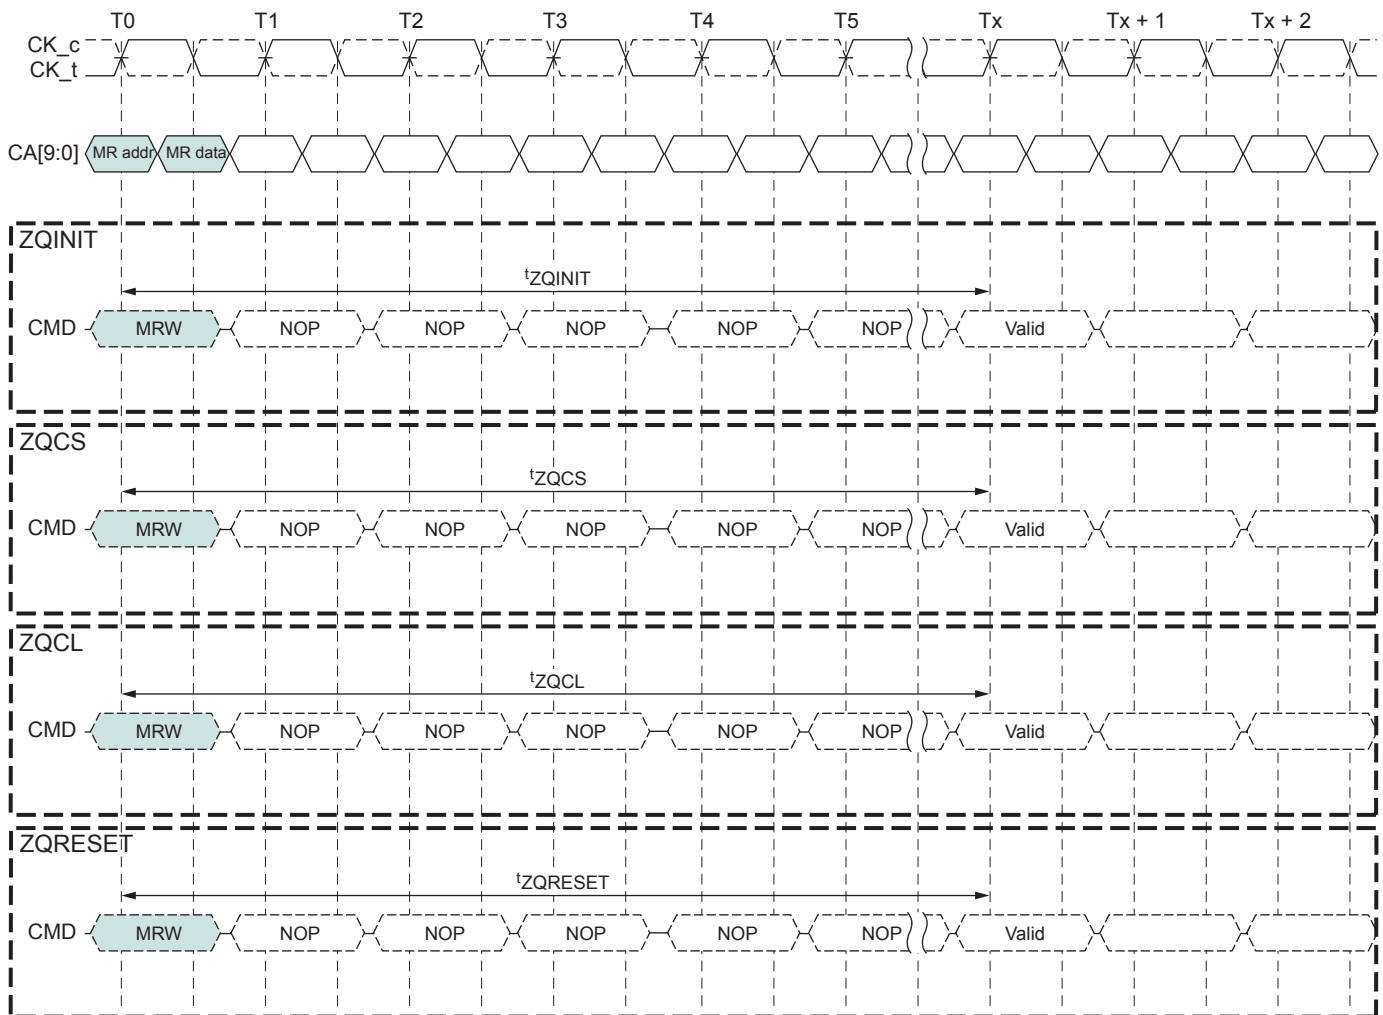 T0 T1 T2 T3 T4 T5 Tx Tx + 1 Tx + 2
CK_c
CK_t
CA[9:0] MR addr MR data
ZQINIT
tZQINIT
CMD MRW NOP NOP NOP NOP NOP Valid
ZQCS
tZQCS
CMD MRW NOP NOP NOP NOP NOP Valid
ZQCL
tZQCL
CMD MRW NOP NOP NOP NOP NOP Valid
ZQRESET
tZQRESET
CMD MRW NOP NOP NOP NOP NOP Valid